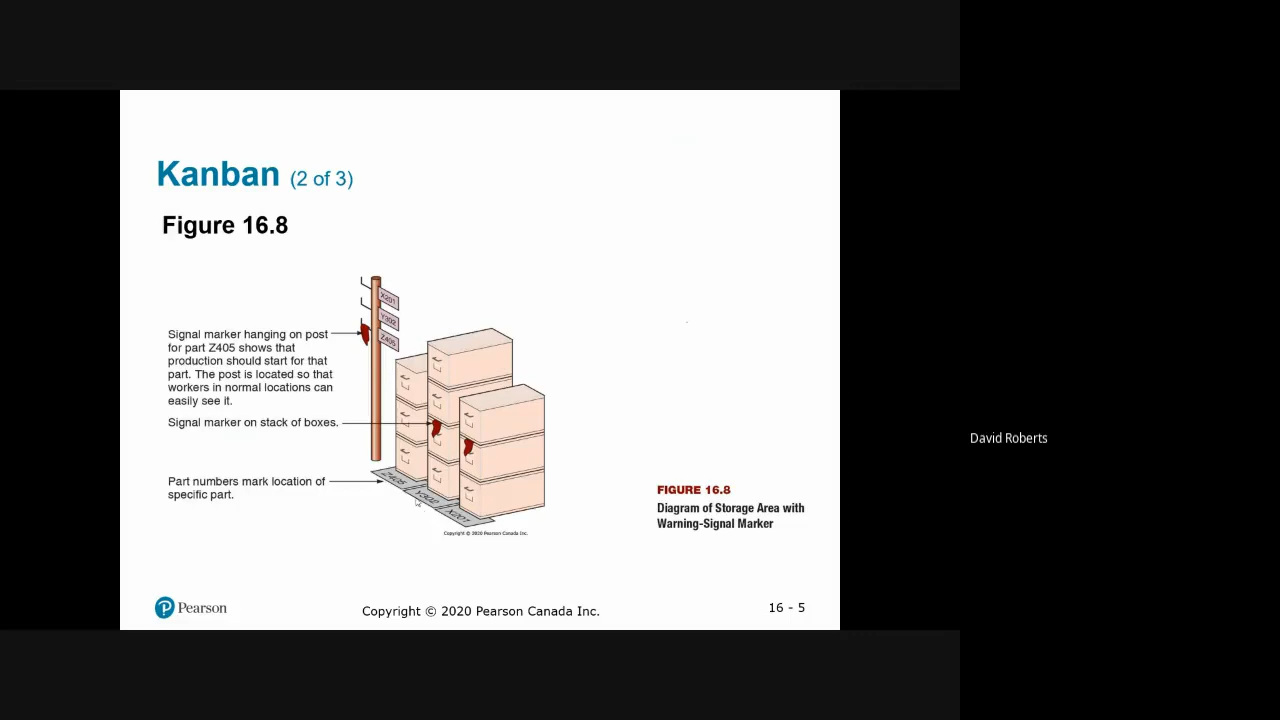 Kanban (2 of 3)
Figure 16.8
X201
Y302
Z405
Signal marker hanging on post
for part Z405 shows that
production should start for that
part. The post is located so that
workers in normal locations can
easily see it.
Signal marker on stack of boxes.
Part numbers mark location of
specific part.
Z405
Y302
X201
Copyright © 2020 Pearson Canada Inc.
FIGURE 16.8
Diagram of Storage Area with
Warning-Signal Marker
Pearson
Copyright © 2020 Pearson Canada Inc.
16 - 5
David Roberts